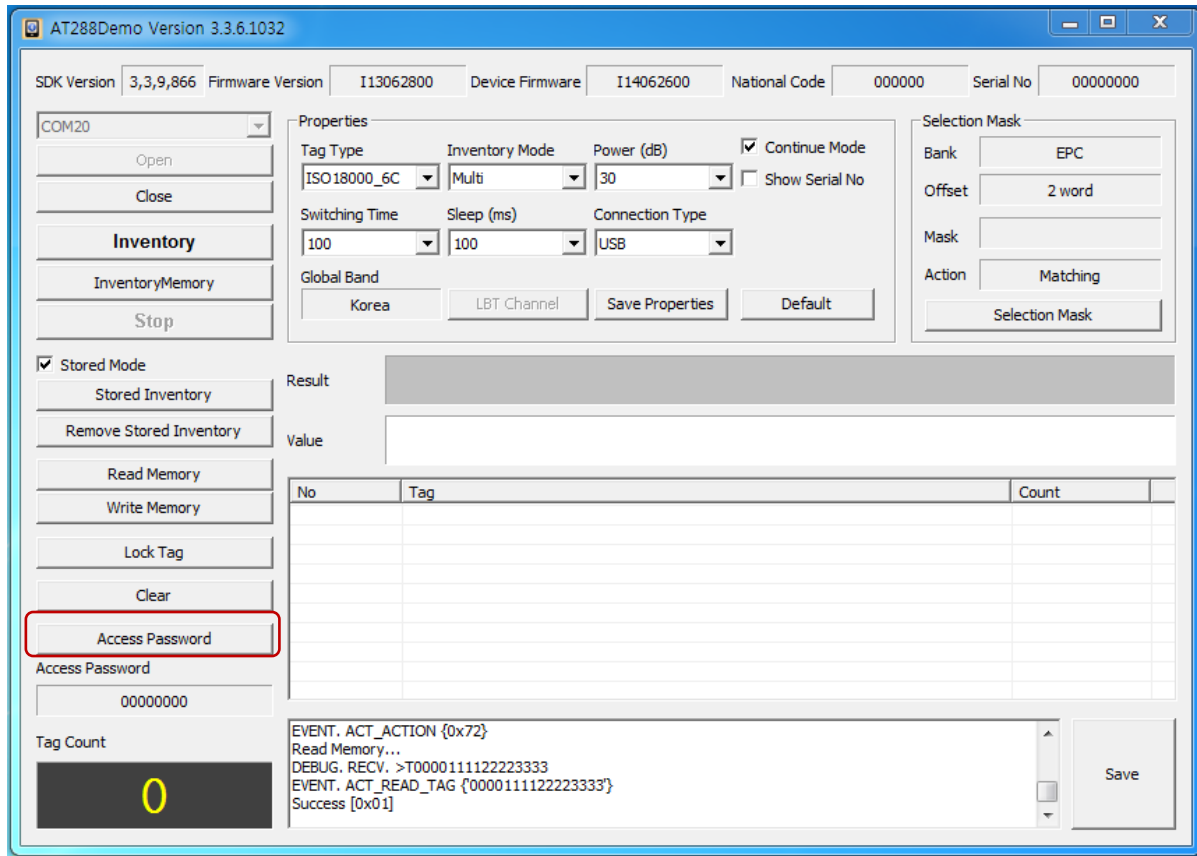 AT288Demo Version 3.3.6.1032
SDK Version 3,3,9,866 Firmware Version I13062800 Device Firmware I14062600 National Code 000000 Serial No 00000000
COM20
Open
Close
Inventory
InventoryMemory
Stop
Properties
Tag Type Inventory Mode Power (dB) Continue Mode
ISO18000_6C Multi 30 Show Serial No
Switching Time Sleep (ms) Connection Type
100 100 USB
Global Band
Korea LBT Channel Save Properties Default
Selection Mask
Bank EPC
Offset 2 word
Mask
Action Matching
Selection Mask
Stored Mode
Stored Inventory
Remove Stored Inventory
Read Memory
Write Memory
Lock Tag
Clear
Access Password
Access Password
00000000
Tag Count
0
Result
Value
No Tag Count
EVENT. ACT_ACTION {0x72}
Read Memory...
DEBUG. RECV. >T0000111122223333
EVENT. ACT_READ_TAG {'0000111122223333'}
Success [0x01]
Save